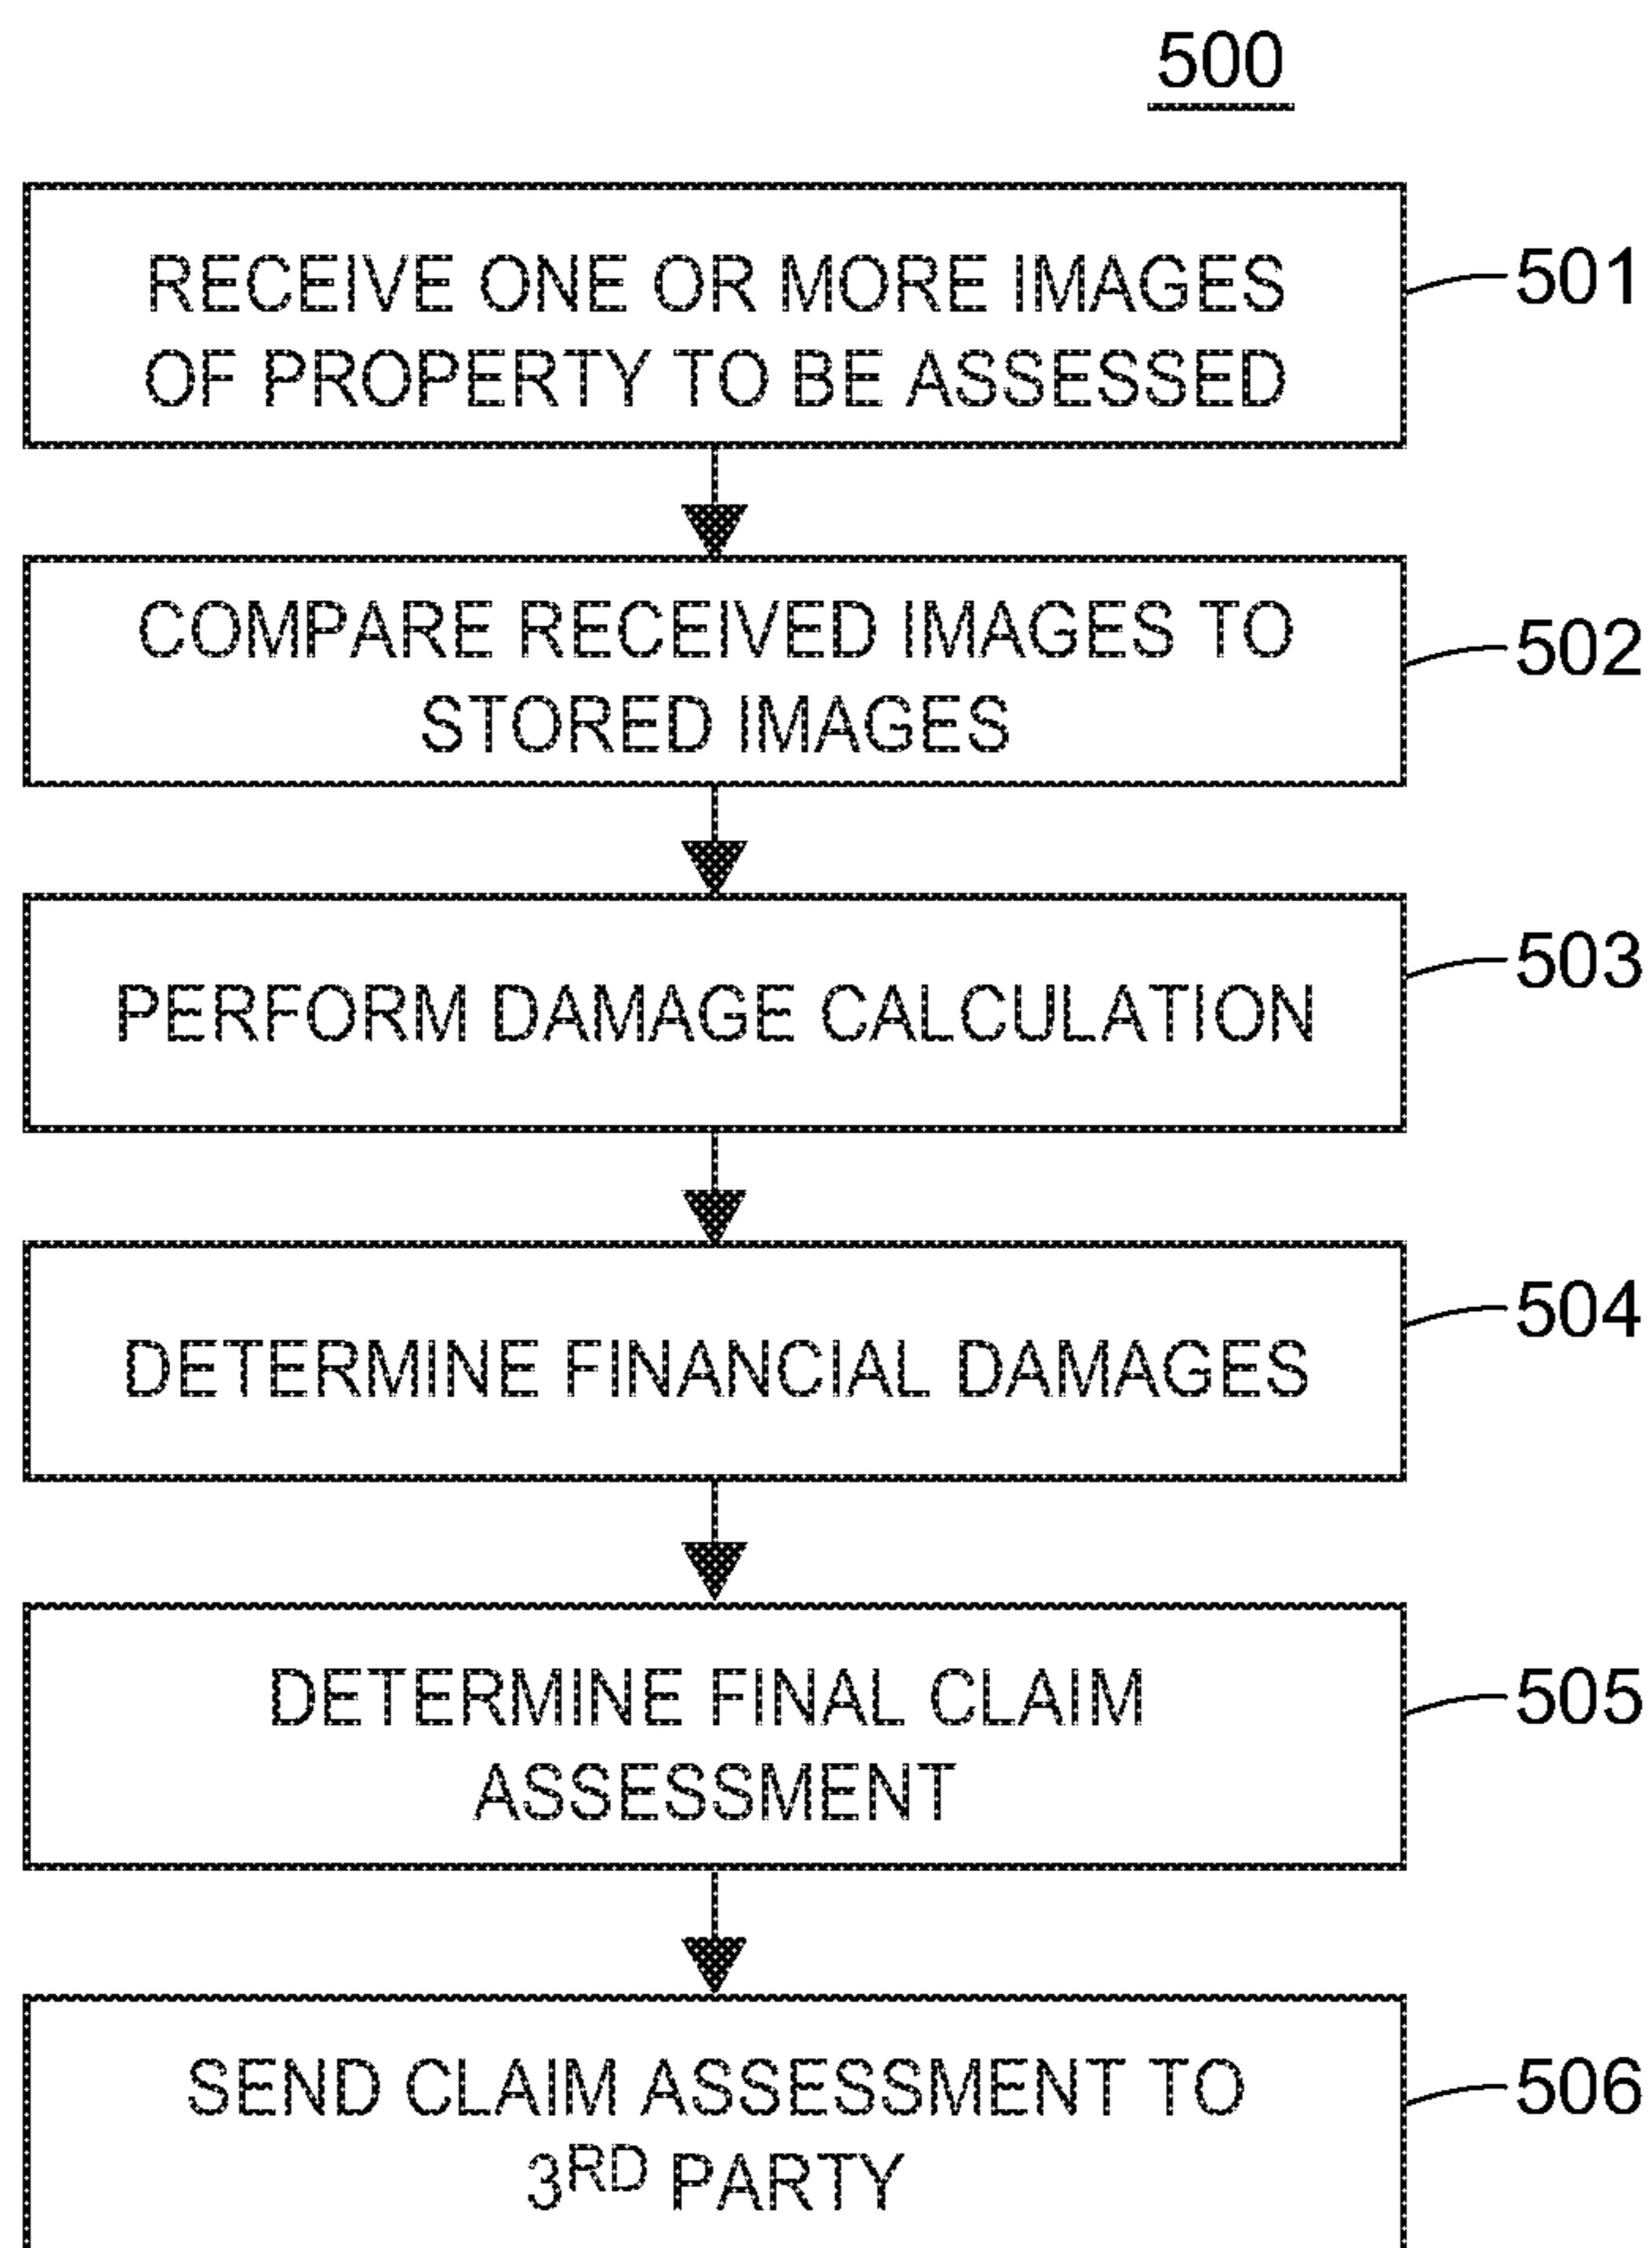 500
RECEIVE ONE OR MORE IMAGES
OF PROPERTY TO BE ASSESSED
501
COMPARE RECEIVED IMAGES TO
STORED IMAGES
502
PERFORM DAMAGE CALCULATION
503
DETERMINE FINANCIAL DAMAGES
504
DETERMINE FINAL CLAIM
ASSESSMENT
505
SEND CLAIM ASSESSMENT TO
3RD PARTY
506